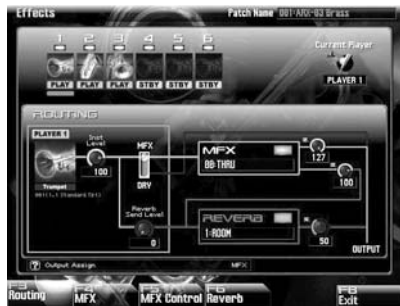 Effects
Patch Name 001:ARX-03 Brass
1 2 3 4 5 6
PLAY PLAY PLAY STBY STBY STBY
Current Player
PLAYER 1
ROUTING
PLAYER 1
Inst Level
100
MFX
DRY
Trumpet
Reverb Send Level
0
MFX
00:THRU
127
100
REVERB
1:ROOM
50
OUTPUT
? Output Assign MFX
F3 Routing
F4 MFX
F5 MFX Control
F6 Reverb
F8 Exit